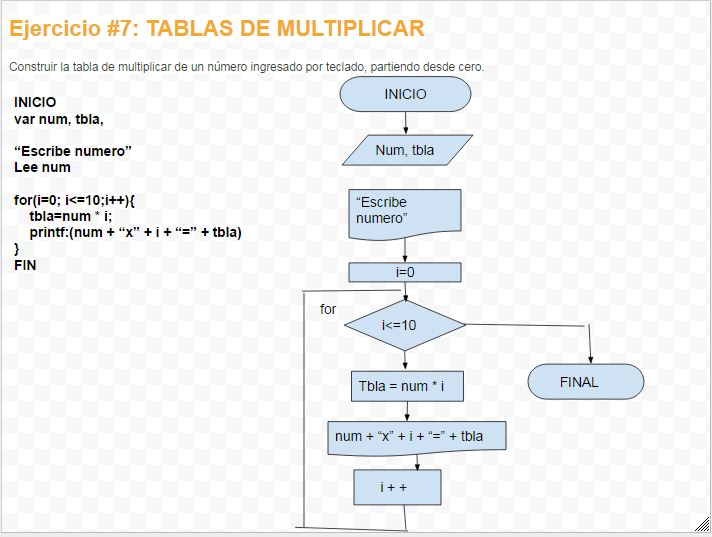 Ejercicio #7: TABLAS DE MULTIPLICAR
Construir la tabla de multiplicar de un número ingresado por teclado, partiendo desde cero.
INICIO
var num, tbla,
“Escribe numero”
Lee num
for(i=0; i<=10;i++){
tbla=num * i;
printf:(num + “x” + i + “=” + tbla)
}
FIN
INICIO
Num, tbla
“Escribe
numero”
i=0
for
i<=10
Tbla = num * i
FINAL
num + “x” + i + “=” + tbla
i + +